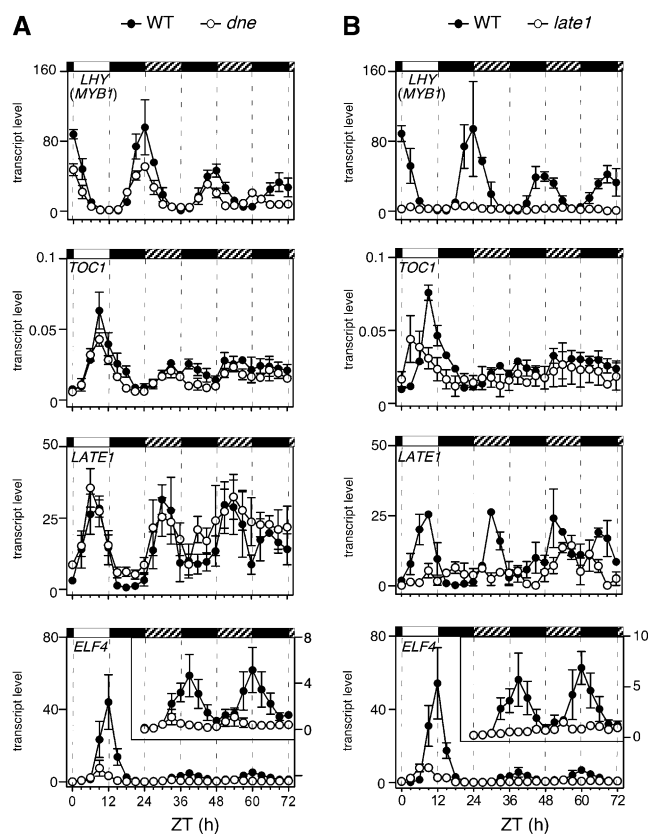 A
WT
dne
B
WT
late1
160
80
0
transcript level
LHY
(MYB1)
160
80
0
transcript level
LHY
(MYB1)
0.1
0.05
0
transcript level
TOC1
0.1
0.05
0
transcript level
TOC1
50
25
0
transcript level
LATE1
50
25
0
transcript level
LATE1
80
40
0
transcript level
ELF4
8
4
0
80
40
0
transcript level
ELF4
10
5
0
0 12 24 36 48 60 72
ZT (h)
0 12 24 36 48 60 72
ZT (h)